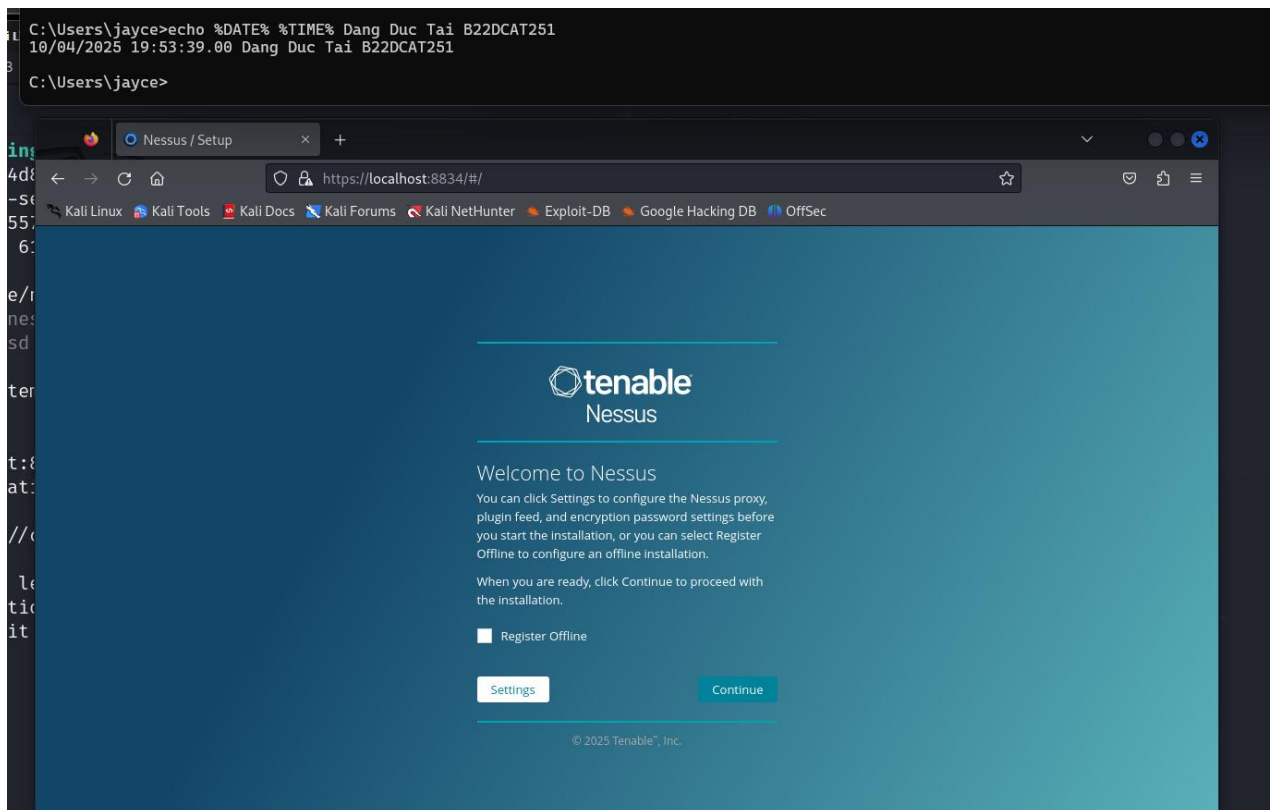 C:\Users\jayce>echo %DATE% %TIME% Dang Duc Tai B22DCAT251
10/04/2025 19:53:39.00 Dang Duc Tai B22DCAT251
C:\Users\jayce>
Nessus / Setup
https://localhost:8834/#/
Kali Linux Kali Tools Kali Docs Kali Forums Kali NetHunter Exploit-DB Google Hacking DB OffSec
tenable
Nessus
Welcome to Nessus
You can click Settings to configure the Nessus proxy,
plugin feed, and encryption password settings before
you start the installation, or you can select Register
Offline to configure an offline installation.
When you are ready, click Continue to proceed with
the installation.
Register Offline
Settings Continue
© 2025 Tenable™, Inc.